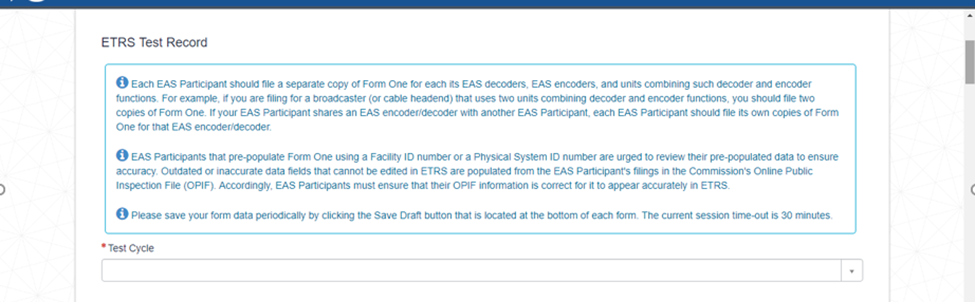 ETRS Test Record
Each EAS Participant should file a separate copy of Form One for each its EAS decoders, EAS encoders, and units combining such decoder and encoder
functions. For example, if you are filing for a broadcaster (or cable headend) that uses two units combining decoder and encoder functions, you should file two
copies of Form One. If your EAS Participant shares an EAS encoder/decoder with another EAS Participant, each EAS Participant should file its own copies of Form
One for that EAS encoder/decoder.
EAS Participants that pre-populate Form One using a Facility ID number or a Physical System ID number are urged to review their pre-populated data to ensure
accuracy. Outdated or inaccurate data fields that cannot be edited in ETRS are populated from the EAS Participant's filings in the Commission's Online Public
Inspection File (OPIF). Accordingly, EAS Participants must ensure that their OPIF information is correct for it to appear accurately in ETRS.
Please save your form data periodically by clicking the Save Draft button that is located at the bottom of each form. The current session time-out is 30 minutes.
* Test Cycle